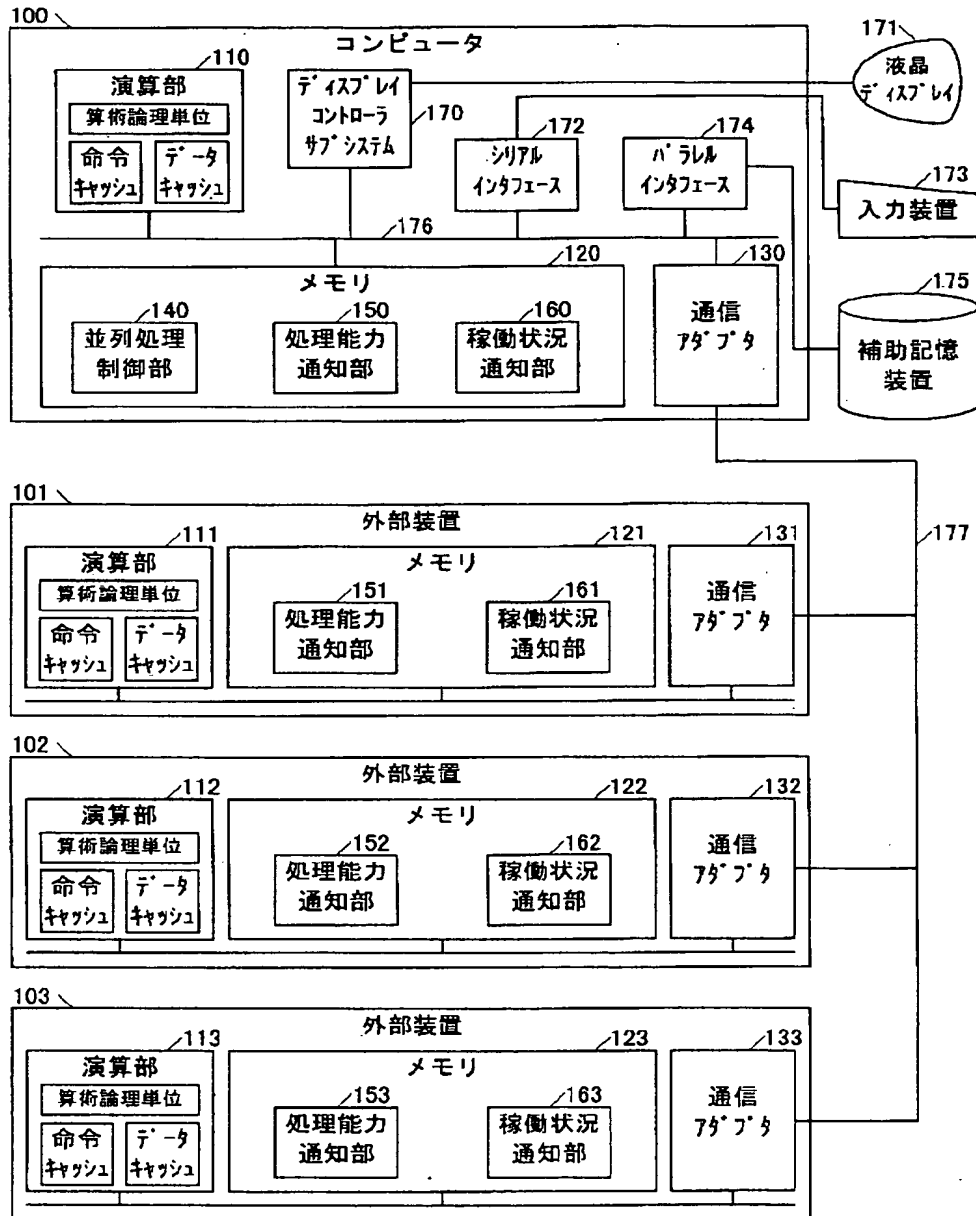 100
コンピュータ
110
演算部
算術論理単位
命令
キャッシュ
データ
キャッシュ
ディスプレイ
コントローラ
サブシステム
170
172
シリアル
インタフェース
174
パラレル
インタフェース
171
液晶
ディスプレイ
173
入力装置
176
120
メモリ
140
並列処理
制御部
150
処理能力
通知部
160
稼働状況
通知部
130
通信
アダプタ
175
補助記憶
装置
101
外部装置
111
演算部
算術論理単位
命令
キャッシュ
データ
キャッシュ
121
メモリ
151
処理能力
通知部
161
稼働状況
通知部
131
通信
アダプタ
177
102
外部装置
112
演算部
算術論理単位
命令
キャッシュ
データ
キャッシュ
122
メモリ
152
処理能力
通知部
162
稼働状況
通知部
132
通信
アダプタ
103
外部装置
113
演算部
算術論理単位
命令
キャッシュ
データ
キャッシュ
123
メモリ
153
処理能力
通知部
163
稼働状況
通知部
133
通信
アダプタ